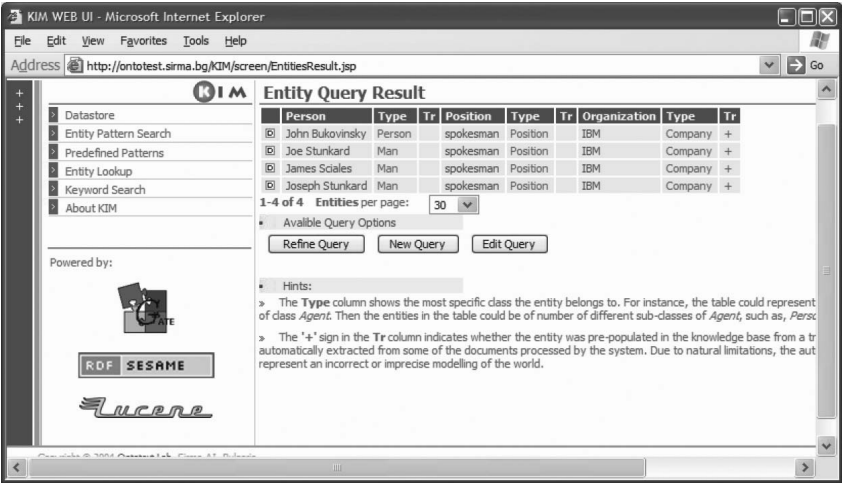 KIM WEB UI - Microsoft Internet Explorer
File Edit View Favorites Tools Help
Address http://ontotest.sirma.bg/KIM/screen/EntitiesResult.jsp Go
KIM
Datastore
Entity Pattern Search
Predefined Patterns
Entity Lookup
Keyword Search
About KIM
Powered by:
GATE
RDF SESAME
Lucene
Entity Query Result
Person Type Tr Position Type Tr Organization Type Tr
John Bukovinsky Person spokesman Position IBM Company +
Joe Stunkard Man spokesman Position IBM Company +
James Sciales Man spokesman Position IBM Company +
Joseph Stunkard Man spokesman Position IBM Company +
1-4 of 4 Entities per page: 30
Avalible Query Options
Refine Query New Query Edit Query
Hints:
» The Type column shows the most specific class the entity belongs to. For instance, the table could represent
of class Agent. Then the entities in the table could be of number of different sub-classes of Agent, such as, Perso
» The '+' sign in the Tr column indicates whether the entity was pre-populated in the knowledge base from a tr
automatically extracted from some of the documents processed by the system. Due to natural limitations, the aut
represent an incorrect or imprecise modelling of the world.